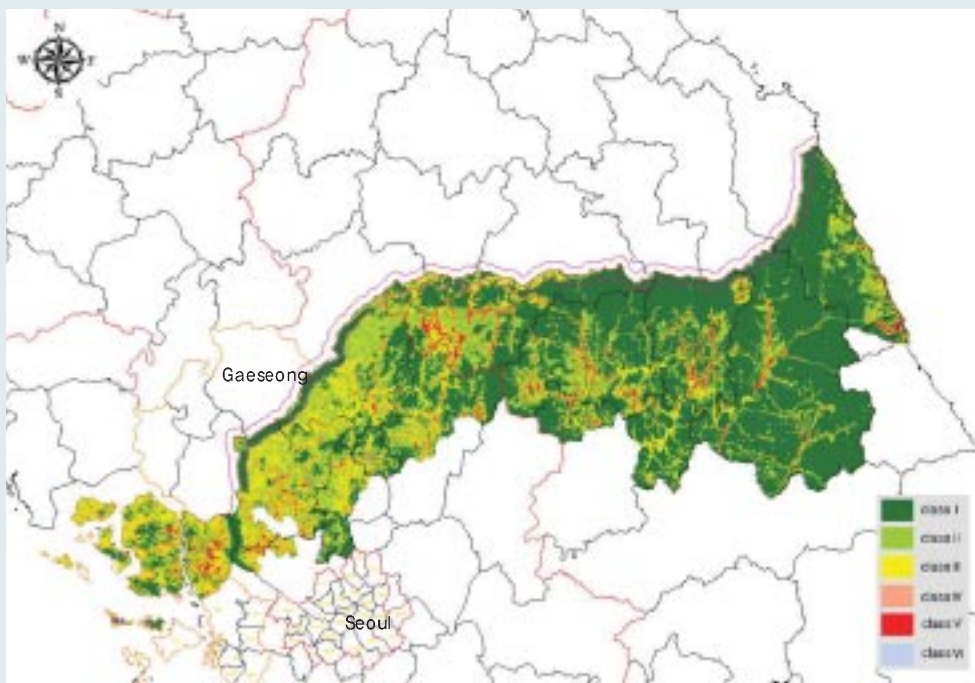 N
W E
S
Gaeseong
Seoul
class I
class II
class III
class IV
class V
class VI